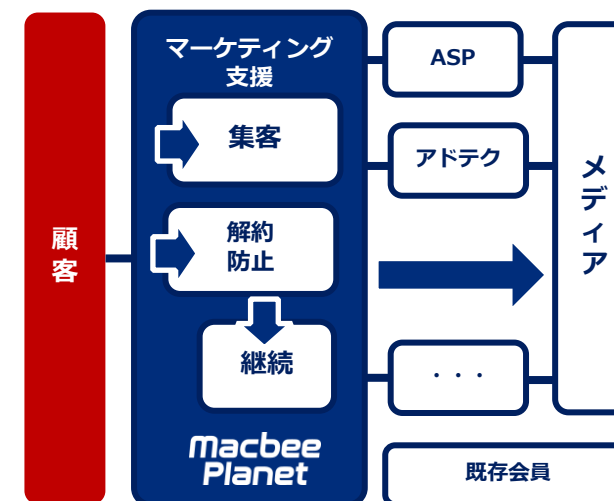 顧客
マーケティング
支援
集客
解約
防止
継続
Macbee
Planet
ASP
アドテク
・・・
メディア
既存会員